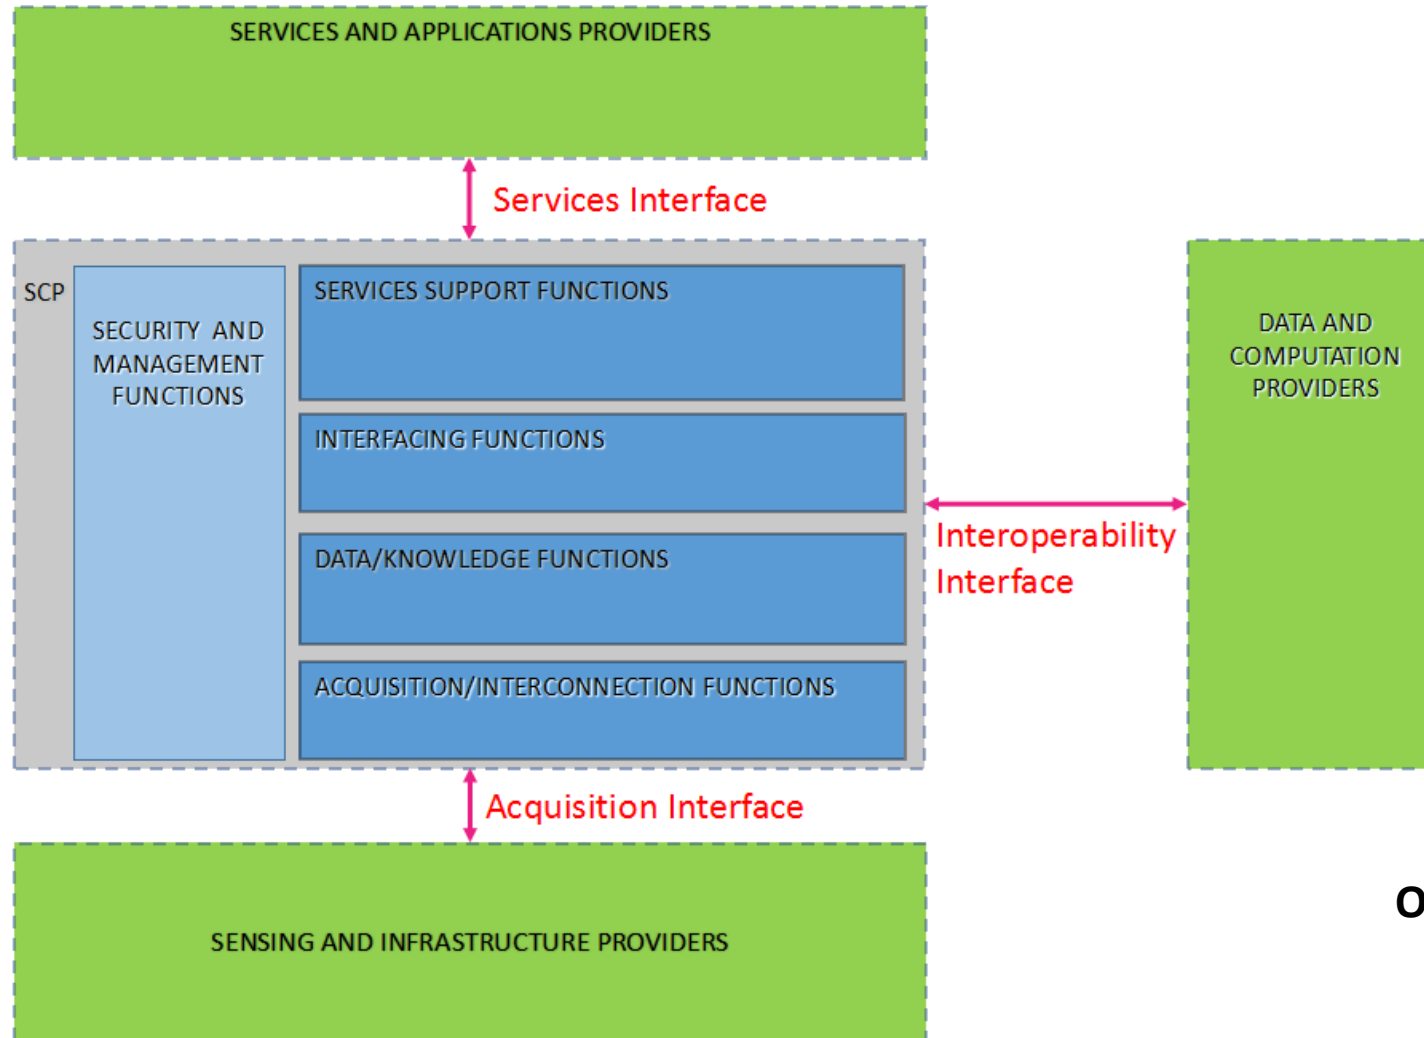 SERVICES AND APPLICATIONS PROVIDERS
Services Interface
SCP
SECURITY AND
MANAGEMENT
FUNCTIONS
SERVICES SUPPORT FUNCTIONS
INTERFACING FUNCTIONS
DATA/KNOWLEDGE FUNCTIONS
ACQUISITION/INTERCONNECTION FUNCTIONS
DATA AND
COMPUTATION
PROVIDERS
Interoperability
Interface
Acquisition Interface
SENSING AND INFRASTRUCTURE PROVIDERS